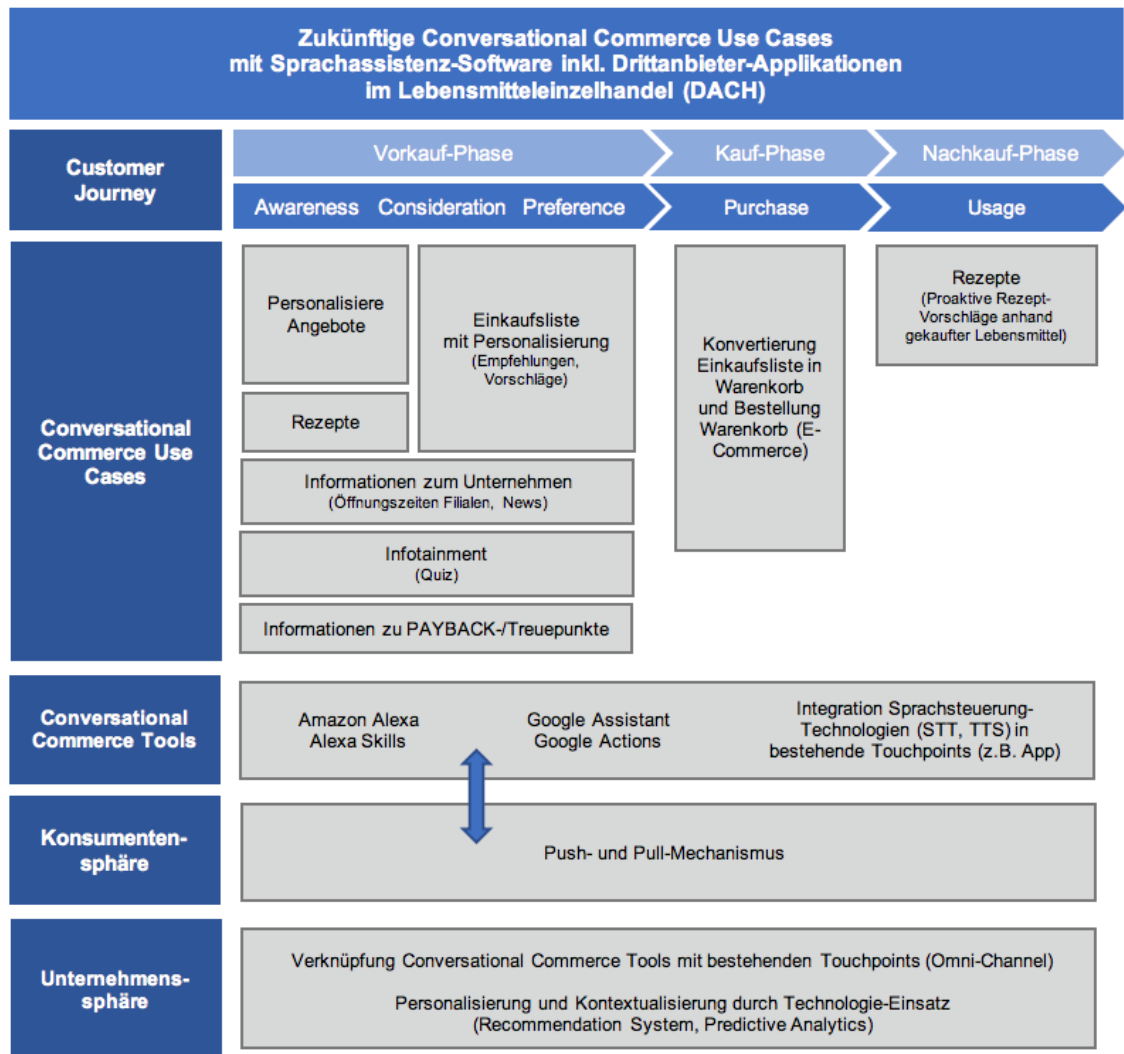 Zukünftige Conversational Commerce Use Cases
mit Sprachassistenz-Software inkl. Drittanbieter-Applikationen
im Lebensmitteleinzelhandel (DACH)
Customer
Journey
Vorkauf-Phase
Kauf-Phase
Nachkauf-Phase
Awareness Consideration Preference
Purchase
Usage
Conversational
Commerce Use
Cases
Personalisiere
Angebote
Rezepte
Einkaufsliste
mit Personalisierung
(Empfehlungen,
Vorschläge)
Informationen zum Unternehmen
(Öffnungszeiten Filialen, News)
Infotainment
(Quiz)
Informationen zu PAYBACK-/Treuepunkte
Konvertierung
Einkaufsliste in
Warenkorb
und Bestellung
Warenkorb (E-
Commerce)
Rezepte
(Proaktive Rezept-
Vorschläge anhand
gekaufter Lebensmittel)
Conversational
Commerce Tools
Amazon Alexa
Alexa Skills
Google Assistant
Google Actions
Integration Sprachsteuerung-
Technologien (STT, TTS) in
bestehende Touchpoints (z.B. App)
Konsumenten-
sphäre
Push- und Pull-Mechanismus
Unternehmens-
sphäre
Verknüpfung Conversational Commerce Tools mit bestehenden Touchpoints (Omni-Channel)
Personalisierung und Kontextualisierung durch Technologie-Einsatz
(Recommendation System, Predictive Analytics)